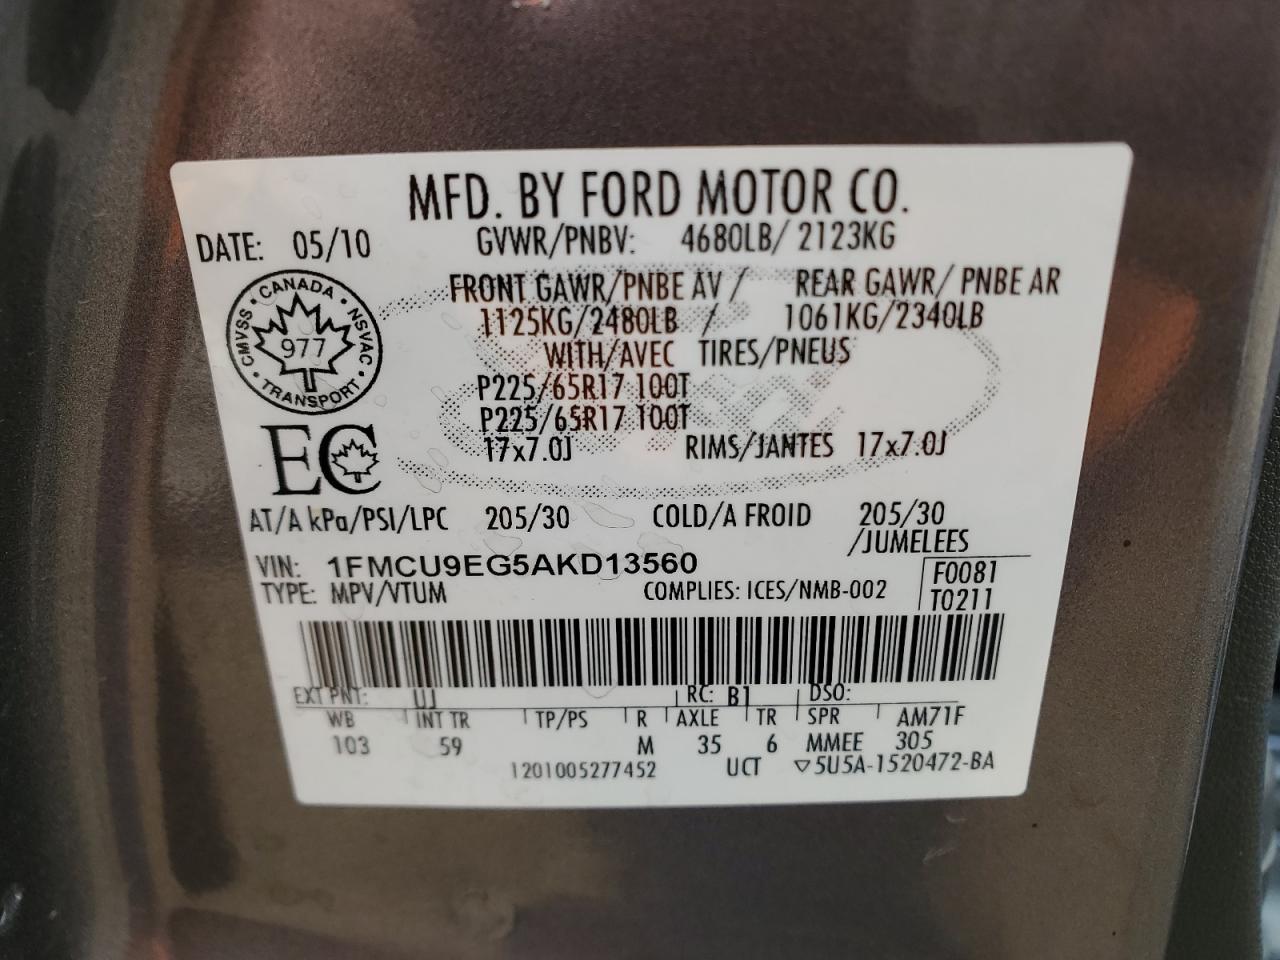 MFD. BY FORD MOTOR CO.
DATE: 05/10 GVWR/PNBV: 4680LB/ 2123KG
FRONT GAWR/PNBE AV / REAR GAWR/ PNBE AR
1125KG/2480LB / 1061KG/2340LB
WITH/AVEC TIRES/PNEUS
P225/65R17 100T
P225/65R17 100T
17x7.0J RIMS/JANTES 17x7.0J
CMVSS • CANADA • NSVAC • TRANSPORT •
977
EC
AT/A kPa/PSI/LPC 205/30 COLD/A FROID 205/30
/JUMELEES
VIN: 1FMCU9EG5AKD13560
TYPE: MPV/VTUM COMPLIES: ICES/NMB-002
F0081
T0211
EXT PNT: UJ RC: B1 DSO:
WB INT TR TP/PS R AXLE TR SPR AM71F
103 59 M 35 6 MMEE 305
1201005277452 UCT ▽5U5A-1520472-BA